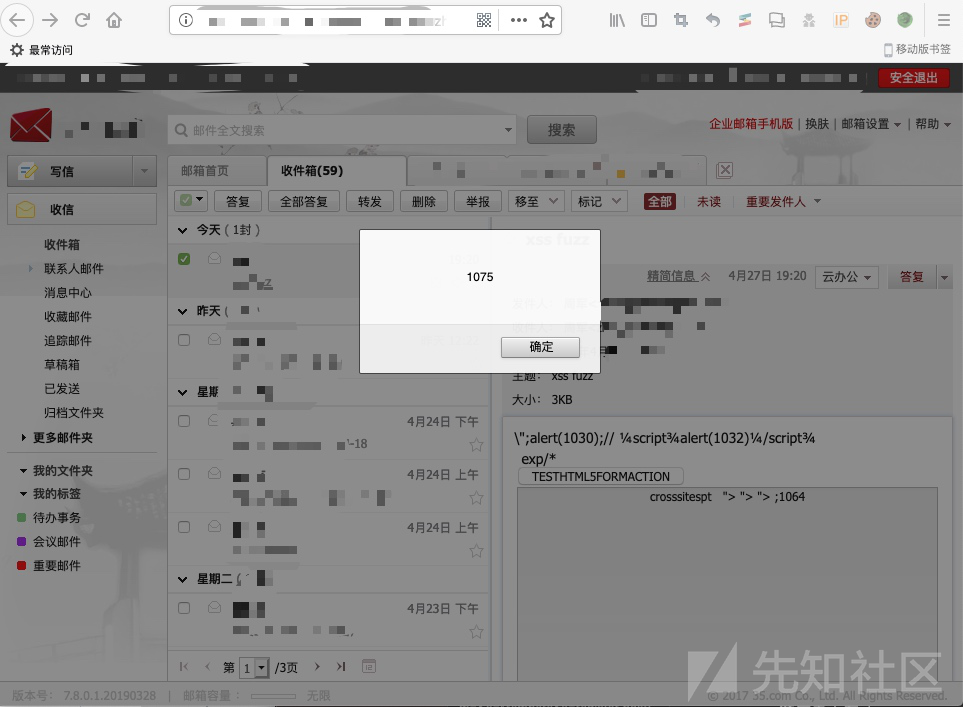 最常访问
移动版书签
安全退出
邮件全文搜索
搜索
企业邮箱手机版 | 换肤 | 邮箱设置 | 帮助
写信
收信
收件箱
联系人邮件
消息中心
收藏邮件
追踪邮件
草稿箱
已发送
归档文件夹
更多邮件夹
我的文件夹
我的标签
待办事务
会议邮件
重要邮件
邮箱首页
收件箱(59)
答复 全部答复 转发 删除 举报 移至 标记 全部 未读 重要发件人
今天 ( 1封 )
昨天 (
星期
4月24日 下午
-18
4月24日 上午
4月24日 上午
星期二 (
4月23日 下午
第 1 /3页
xss fuzz
精简信息 4月27日 19:20 云办公 答复
1075
确定
主题: xss fuzz
大小: 3KB
\";alert(1030);// ¼script¾alert(1032)¼/script¾
exp/*
TESTHTML5FORMACTION
crosssitespt "> "> "> ;1064
版本号: 7.8.0.1.20190328 | 邮箱容量: 无限
© 2017 35.com Co., Ltd. All Rights Reserved.
先知社区